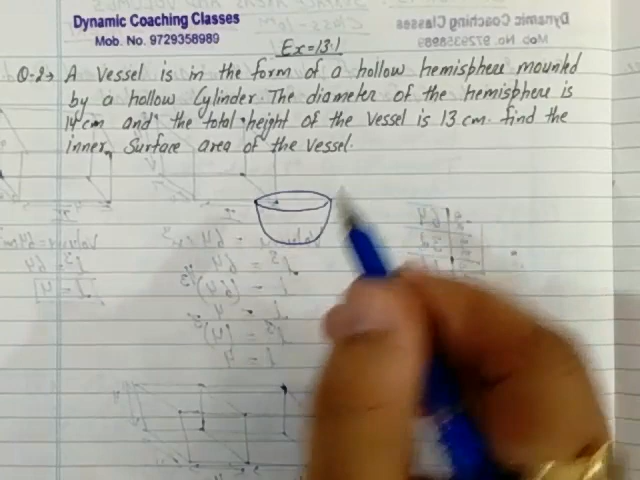 Dynamic Coaching Classes
Mob. No. 9729358989
Ex=13.1
Q.2→ A Vessel is in the form of a hollow hemisphere mounted
by a hollow Cylinder. The diameter of the hemisphere is
14 cm and the total height of the Vessel is 13 cm. find the
inner Surface area of the Vessel.